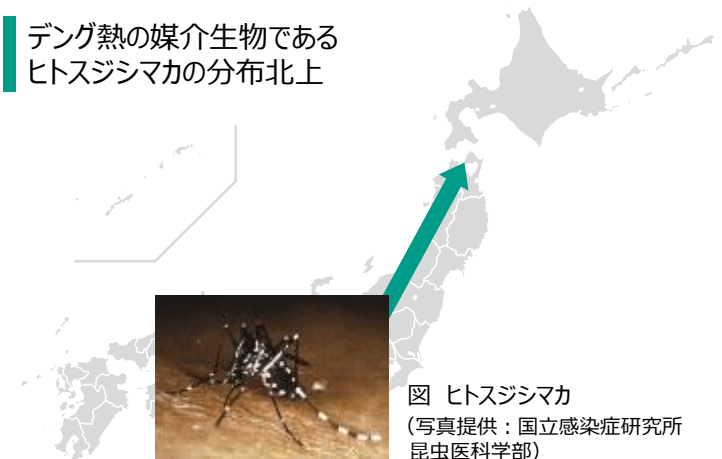 デング熱の媒介生物である
ヒトスジシマカの分布北上
図 ヒトスジシマカ
（写真提供：国立感染症研究所
昆虫医科学部）